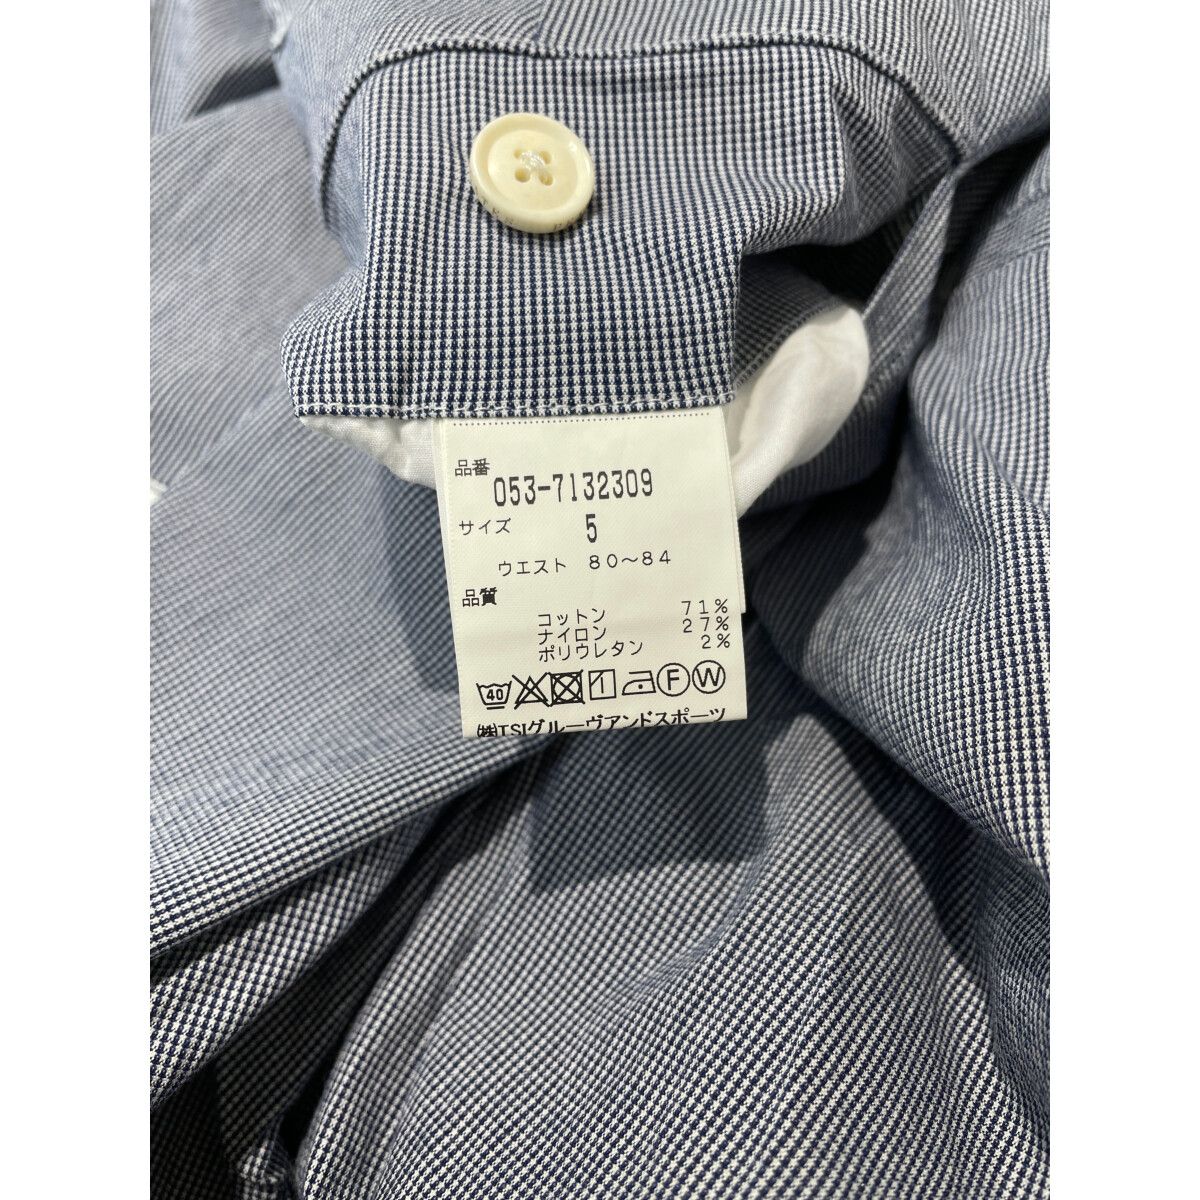 品番
053-7132309
サイズ 5
ウエスト 80～84
品質
コットン 71%
ナイロン 27%
ポリウレタン 2%
40 F W
㈱TSIグルーヴアンドスポーツ